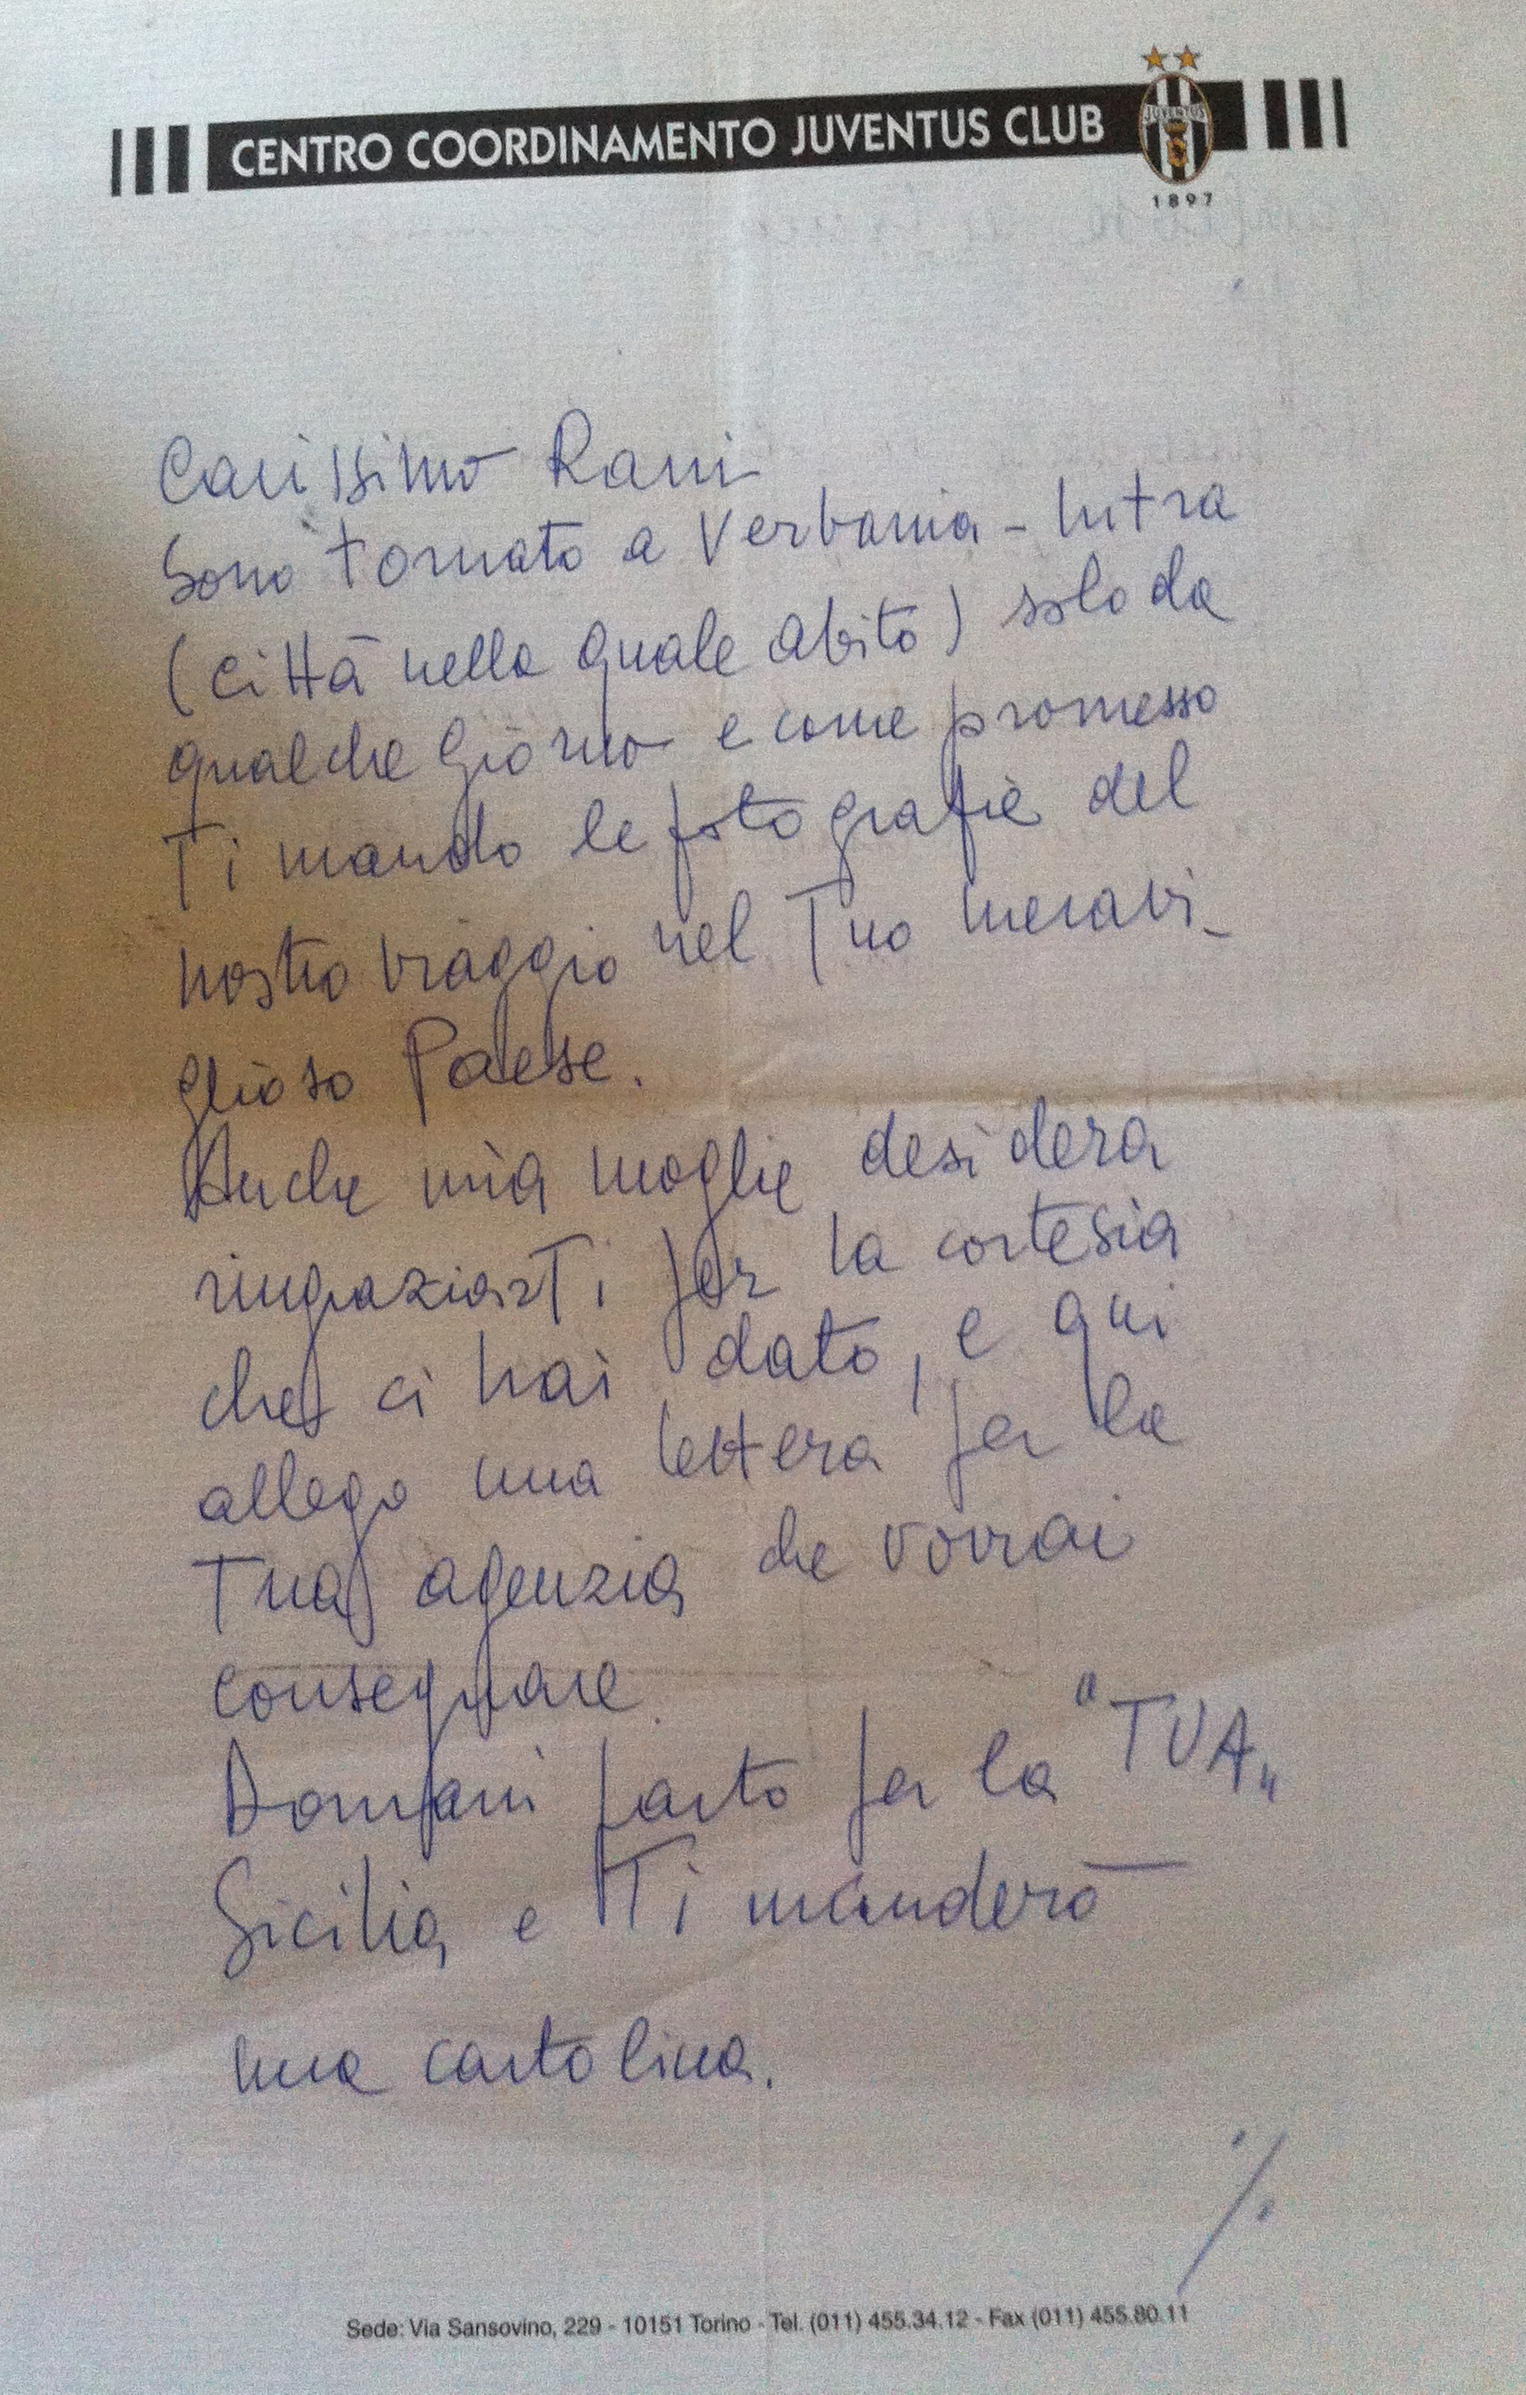 CENTRO COORDINAMENTO JUVENTUS CLUB
JUVENTUS
1897
Carissimo Rami
Sono tornato a Verbania - Intra
(Città nella quale abito) solo da
qualche giorno e come promesso
Ti mando le fotografie del
nostro viaggio nel Tuo meravi-
glioso Paese.
Anche mia moglie desidera
ringraziarTi per la cortesia
che ci hai dato, e qui
allego una lettera per la
Tua agenzia che vorrai
consegnare.
Domani parto per la "TUA"
Sicilia e Ti manderò
una cartolina.
./.
Sede: Via Sansovino, 229 - 10151 Torino - Tel. (011) 455.34.12 - Fax (011) 455.80.11